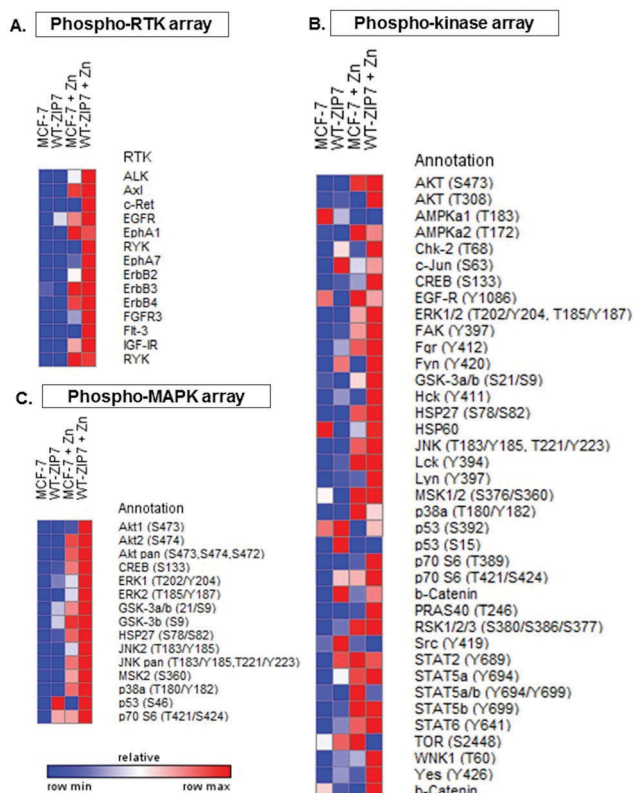 A. Phospho-RTK array
MCF-7
WT-ZIP7
MCF-7 + Zn
WT-ZIP7 + Zn
RTK
ALK
Axl
c-Ret
EGFR
EphA1
RYK
EphA7
ErbB2
ErbB3
ErbB4
FGFR3
Flt-3
IGF-IR
RYK
B. Phospho-kinase array
MCF-7
WT-ZIP7
MCF-7 + Zn
WT-ZIP7 + Zn
Annotation
AKT (S473)
AKT (T308)
AMPKa1 (T183)
AMPKa2 (T172)
Chk-2 (T68)
c-Jun (S63)
CREB (S133)
EGF-R (Y1086)
ERK1/2 (T202/Y204, T185/Y187)
FAK (Y397)
Fgr (Y412)
Fyn (Y420)
GSK-3a/b (S21/S9)
Hck (Y411)
HSP27 (S78/S82)
HSP60
JNK (T183/Y185, T221/Y223)
Lck (Y394)
Lyn (Y397)
MSK1/2 (S376/S360)
p38a (T180/Y182)
p53 (S392)
p53 (S15)
p70 S6 (T389)
p70 S6 (T421/S424)
b-Catenin
PRAS40 (T246)
RSK1/2/3 (S380/S386/S377)
Src (Y419)
STAT2 (Y689)
STAT5a (Y694)
STAT5a/b (Y694/Y699)
STAT5b (Y699)
STAT6 (Y641)
TOR (S2448)
WNK1 (T60)
Yes (Y426)
b-Catenin
C. Phospho-MAPK array
MCF-7
WT-ZIP7
MCF-7 + Zn
WT-ZIP7 + Zn
Annotation
Akt1 (S473)
Akt2 (S474)
Akt pan (S473,S474,S472)
CREB (S133)
ERK1 (T202/Y204)
ERK2 (T185/Y187)
GSK-3a/b (21/S9)
GSK-3b (S9)
HSP27 (S78/S82)
JNK2 (T183/Y185)
JNK pan (T183/Y185,T221/Y223)
MSK2 (S360)
p38a (T180/Y182)
p53 (S46)
p70 S6 (T421/S424)
relative
row min row max